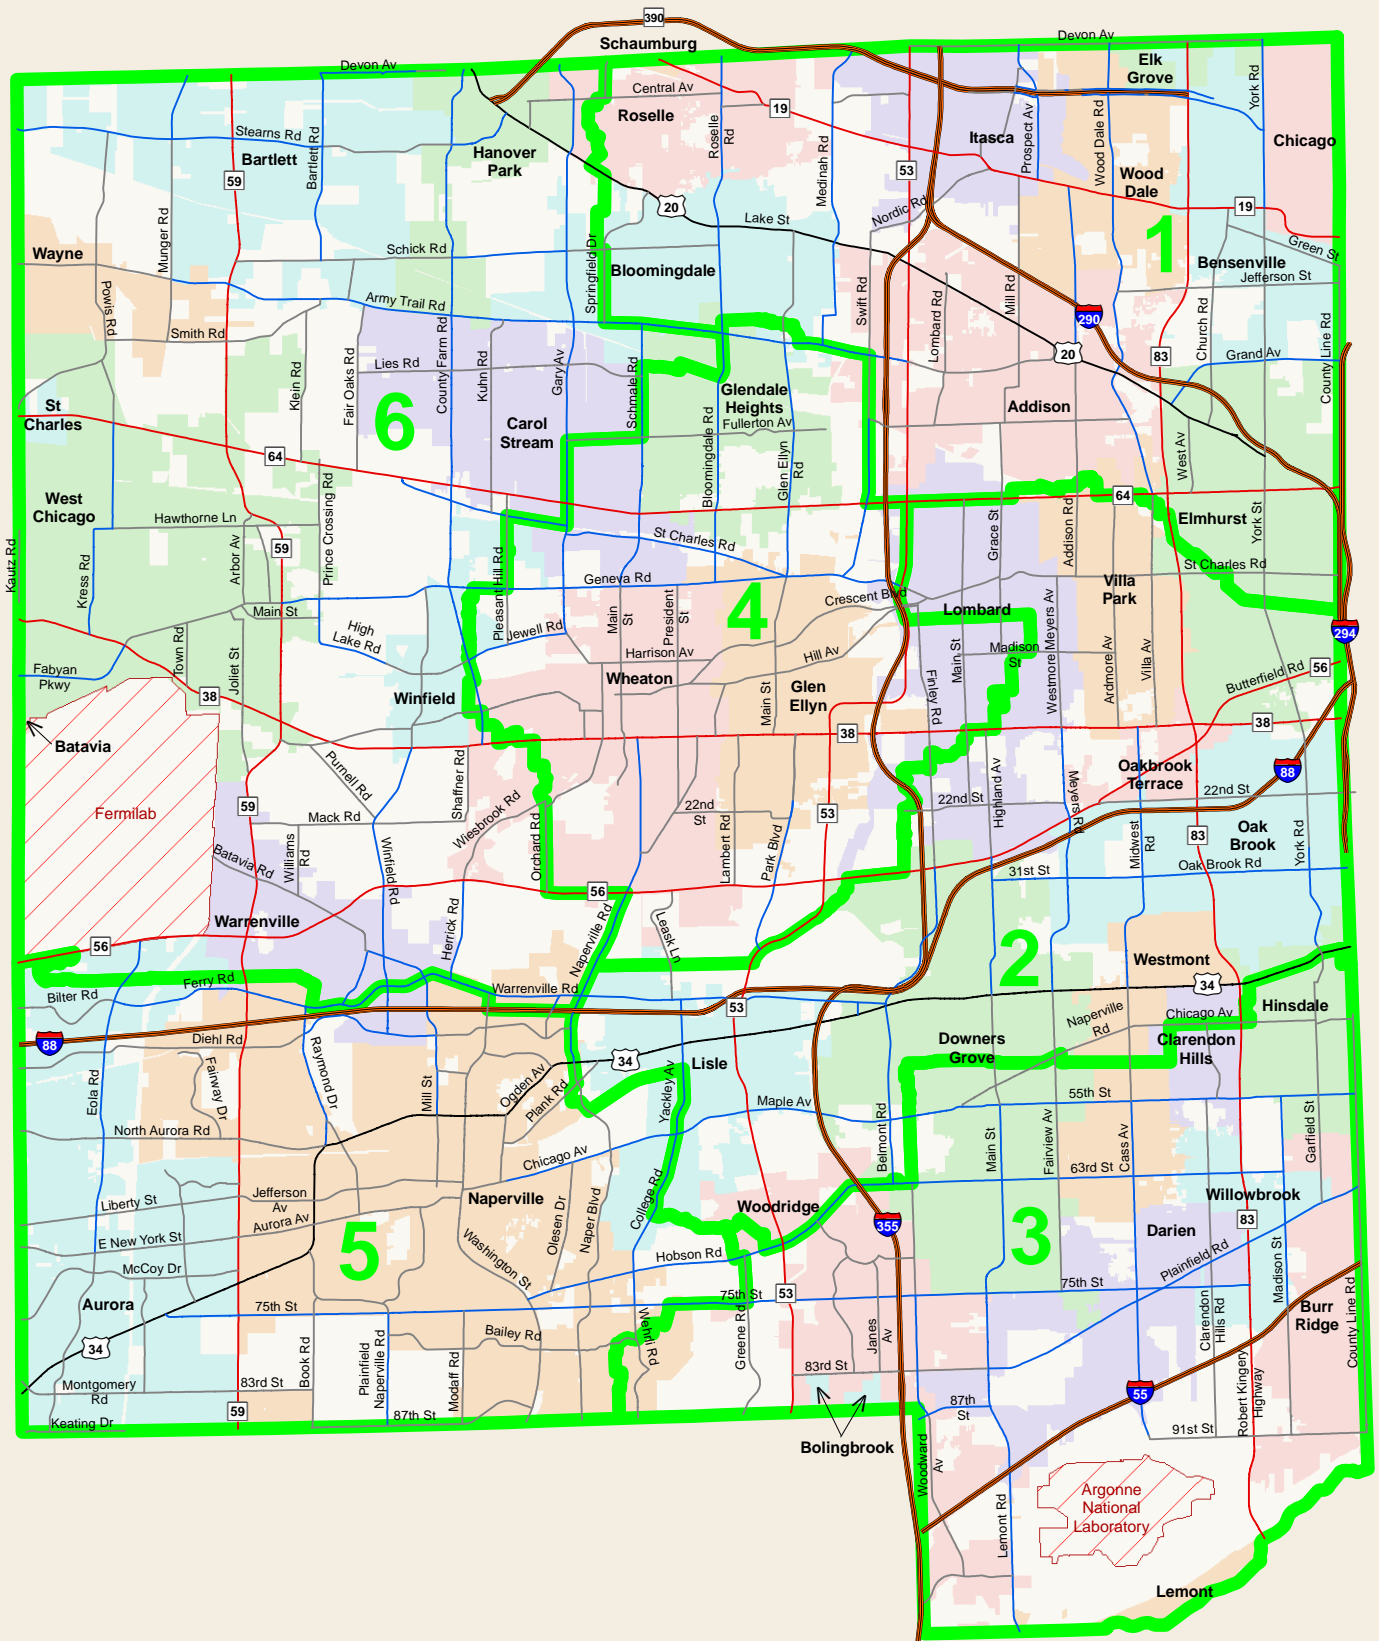 390
Schaumburg
Devon Av
Devon Av
Elk
Grove
Central Av
Roselle
19
York Rd
Stearns Rd
Bartlett
Bartlett Rd
Hanover
Park
Roselle
Rd
Medinah Rd
Itasca
Prospect Av
Wood Dale Rd
Chicago
59
53
Wood
Dale
20
Lake St
Nordic Rd
19
Munger Rd
Wayne
Schick Rd
Springfield Dr
Bloomingdale
1
Bensenville
Green St
Jefferson St
Powis Rd
Army Trail Rd
Swift Rd
Lombard Rd
Mill Rd
290
Church Rd
County Line Rd
Smith Rd
20
83
Grand Av
Klein Rd
Fair Oaks Rd
Lies Rd
County Farm Rd
Kuhn Rd
Gary Av
Schmale Rd
Glendale
Heights
Fullerton Av
St
Charles
6
Carol
Stream
Addison
Bloomingdale Rd
Glen Ellyn
Rd
West Av
64
West
Chicago
Prince Crossing Rd
64
Hawthorne Ln
Elmhurst
York St
Kautz Rd
Kress Rd
Arbor Av
59
Pleasant Hill Rd
St Charles Rd
Grace St
Addison Rd
St Charles Rd
Geneva Rd
Villa
Park
Main St
4
Crescent Blvd
Lombard
High
Lake Rd
Jewell Rd
Main
St
President
St
Westmore Meyers Av
294
Town Rd
Joliet St
Harrison Av
Hill Av
Main St
Madison
St
Ardmore Av
Villa Av
Fabyan
Pkwy
56
Butterfield Rd
38
Winfield
Wheaton
Main St
Glen
Ellyn
Finley Rd
38
38
Batavia
Purnell Rd
Shaffner Rd
Oakbrook
Terrace
88
Fermilab
59
Mack Rd
Wiesbrook Rd
Orchard Rd
22nd
St
53
22nd St
Highland Av
Meyers Rd
22nd St
Batavia Rd
Williams
Rd
Winfield Rd
Lambert Rd
Park Blvd
Midwest
Rd
83
Oak
Brook
York Rd
31st St
Oak Brook Rd
56
Warrenville
Herrick Rd
Naperville Rd
Leask Ln
56
2
Westmont
Ferry Rd
Warrenville Rd
34
Bilter Rd
53
Naperville
Rd
Chicago Av
Hinsdale
88
Diehl Rd
34
Lisle
Downers
Grove
Clarendon
Hills
Eola Rd
Fairway Dr
Raymond Dr
Mill St
Ogden Av
Plank Rd
Yackley Av
Maple Av
55th St
North Aurora Rd
Belmont Rd
Main St
Fairview Av
Cass Av
Garfield St
Chicago Av
63rd St
Liberty St
Jefferson
Av
Naperville
College Rd
Woodridge
Willowbrook
Aurora Av
Olesen Dr
Naper Blvd
355
3
Darien
83
E New York St
5
Washington St
Hobson Rd
Plainfield Rd
Madison St
McCoy Dr
75th St
Aurora
75th St
75th St
53
Burr
Ridge
34
Book Rd
Plainfield
Naperville Rd
Bailey Rd
Wehrli Rd
Greene Rd
Janes
Av
Clarendon
Hills Rd
County Line Rd
Modaff Rd
83rd St
Montgomery
Rd
83rd St
55
Robert Kingery
Highway
59
87th St
87th
St
Keating Dr
91st St
Bolingbrook
Woodward
Av
Argonne
National
Laboratory
Lemont Rd
Lemont